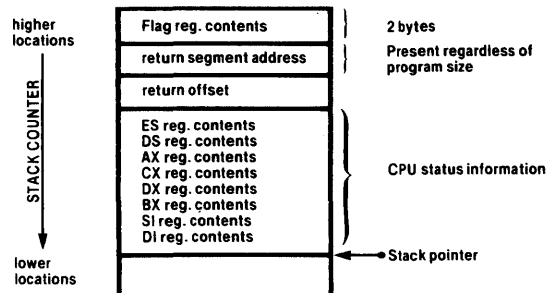 higher
locations
STACK COUNTER
lower
locations
Flag reg. contents
return segment address
return offset
ES reg. contents
DS reg. contents
AX reg. contents
CX reg. contents
DX reg. contents
BX reg. contents
SI reg. contents
DI reg. contents
2 bytes
Present regardless of
program size
CPU status information
Stack pointer